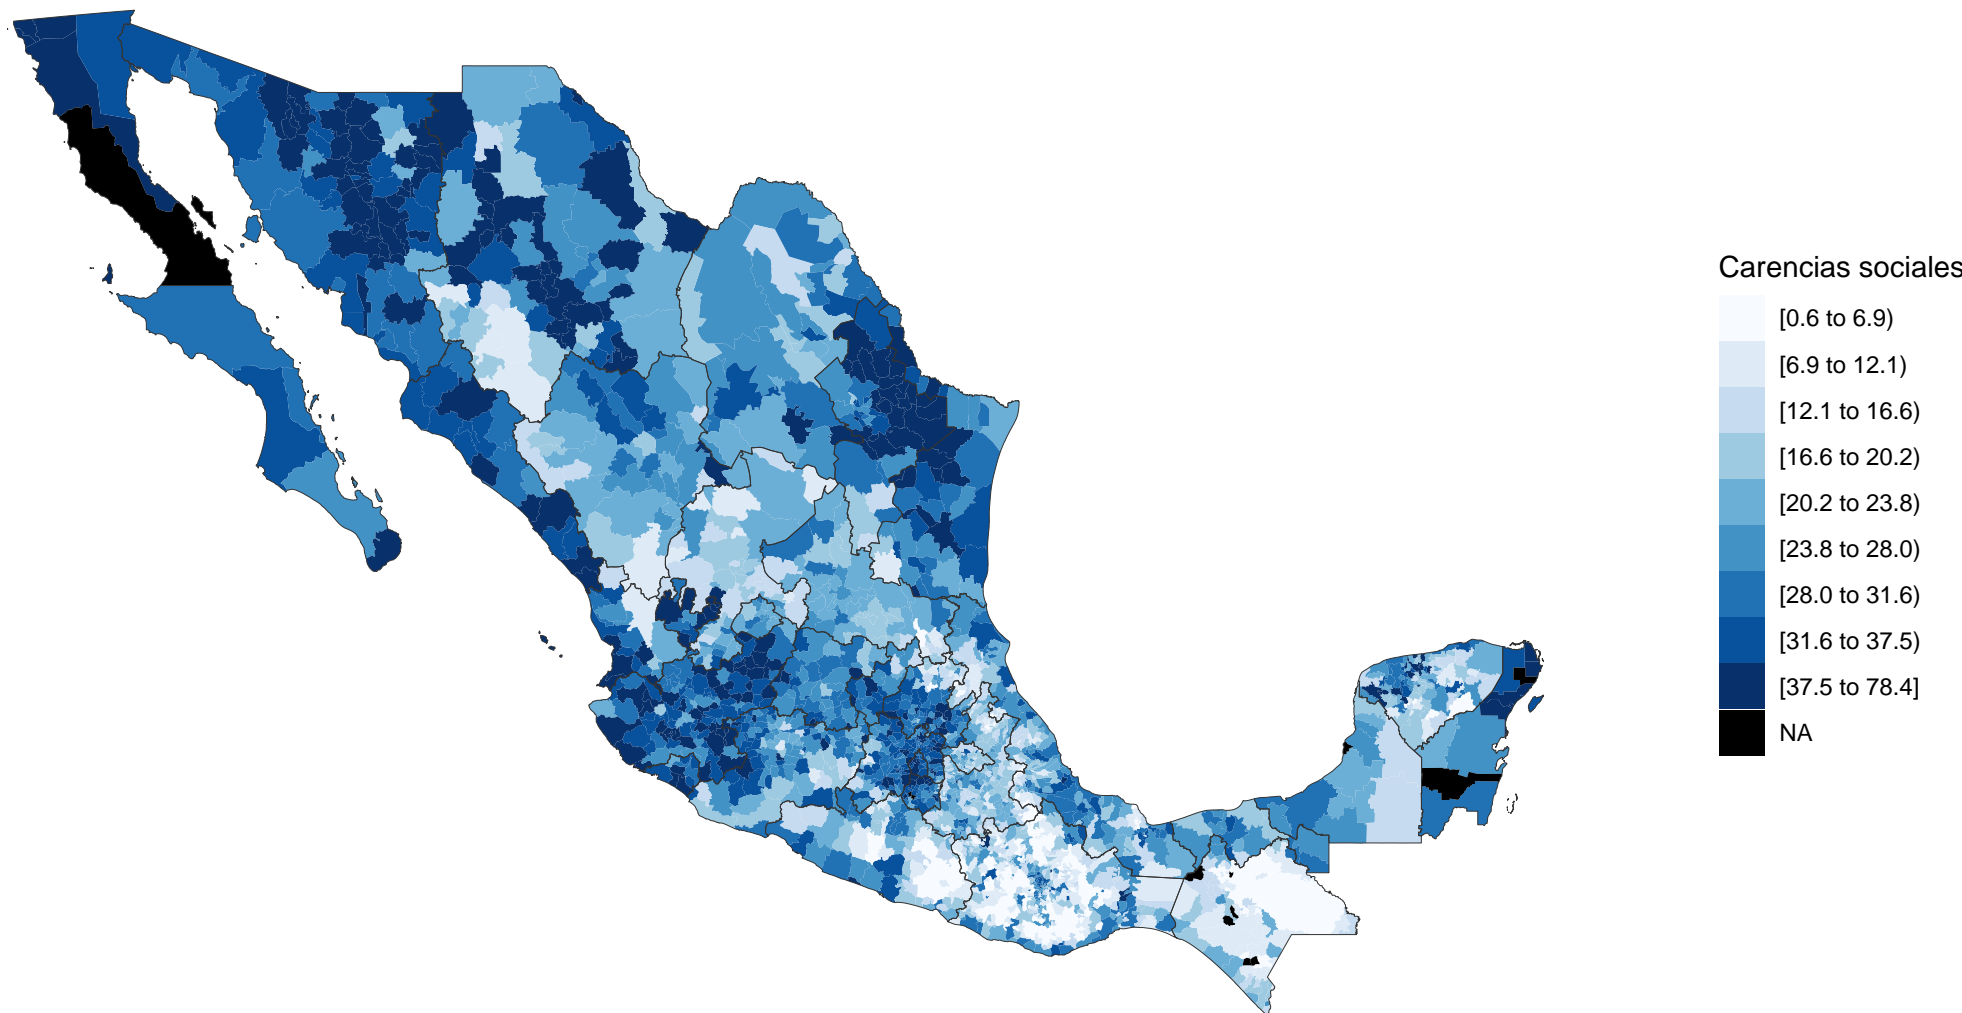 Carencias sociales
[0.6 to 6.9)
[6.9 to 12.1)
[12.1 to 16.6)
[16.6 to 20.2)
[20.2 to 23.8)
[23.8 to 28.0)
[28.0 to 31.6)
[31.6 to 37.5)
[37.5 to 78.4]
NA